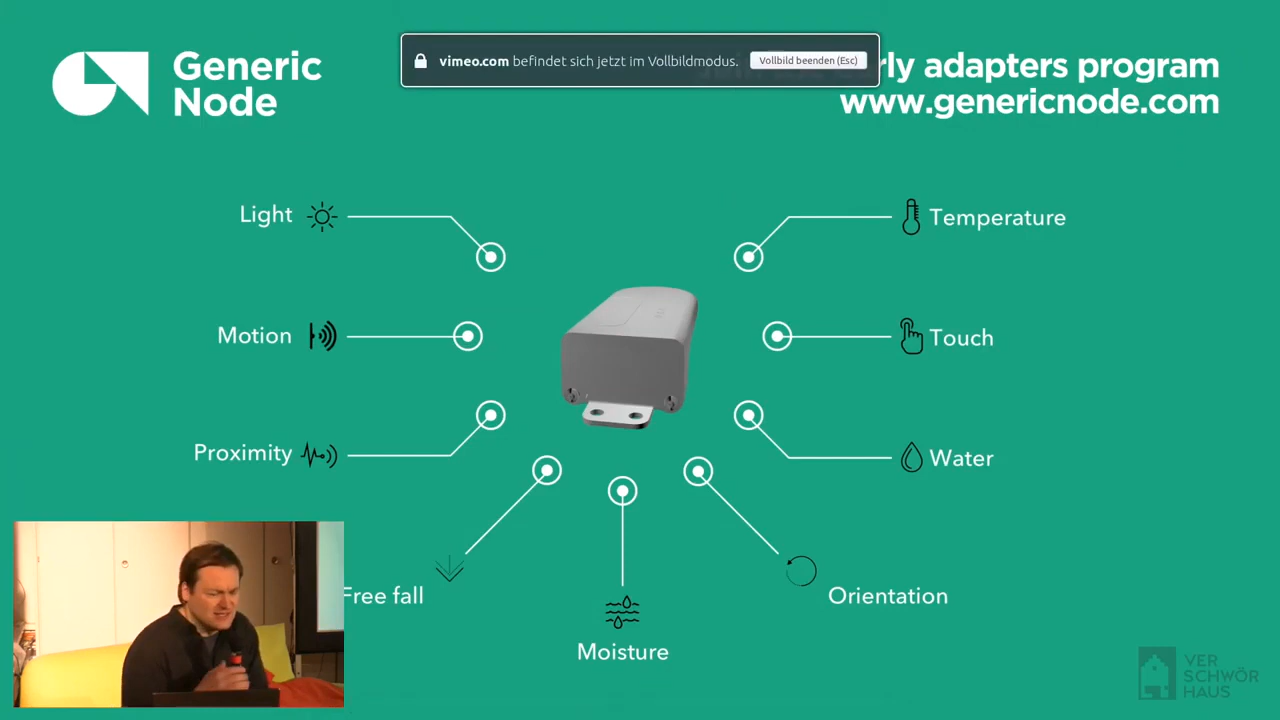 Generic
Node
vimeo.com befindet sich jetzt im Vollbildmodus.
Vollbild beenden (Esc)
adapters program
www.genericnode.com
Light
Temperature
Motion
Touch
Proximity
Water
Free fall
Orientation
Moisture
VER
SCHWÖR
HAUS